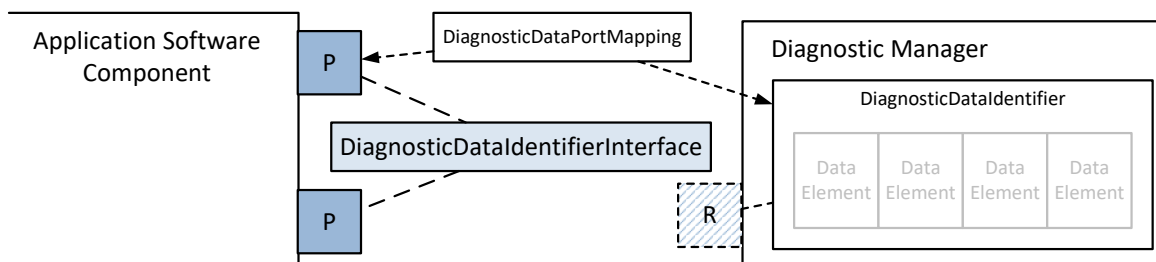 Application Software
Component
P
DiagnosticDataPortMapping
Diagnostic Manager
DiagnosticDataIdentifier
DiagnosticDataIdentifierInterface
Data
Element
Data
Element
Data
Element
Data
Element
P
R